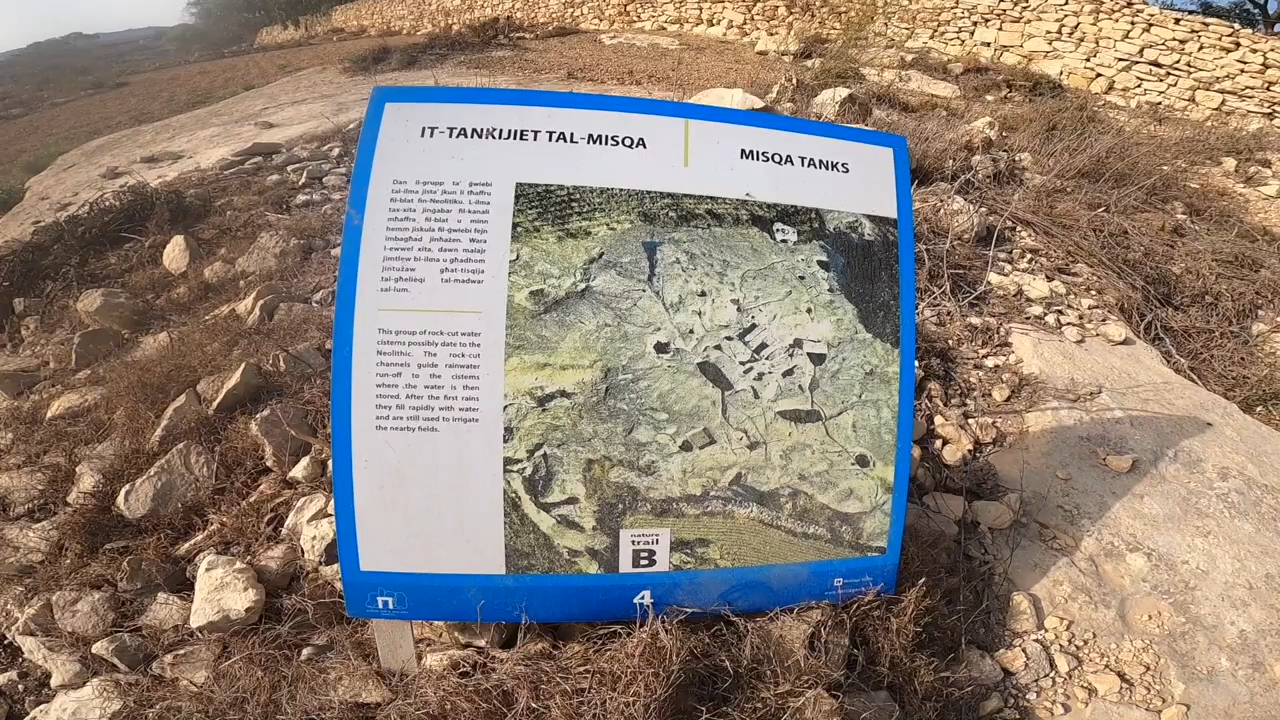 IT-TANKIJIET TAL-MISQA
MISQA TANKS
Dan il-grupp ta' ġwiebi
tal-ilma jista' jkun li tħaffru
fil-blat fin-Neolitiku. L-ilma
tax-xita jinġabar fil-kanali
mħaffra fil-blat u minn
hemm jiskula fil-ġwiebi fejn
imbagħad jinħażen. Wara
l-ewwel xita, dawn malajr
jimtlew bl-ilma u għadhom
jintużaw għat-tisqija
tal-għelieqi tal-madwar
sal-lum.
This group of rock-cut water
cisterns possibly date to the
Neolithic. The rock-cut
channels guide rainwater
run-off to the cisterns
where the water is then
stored. After the first rains
they fill rapidly with water
and are still used to irrigate
the nearby fields.
nature
trail
B
4